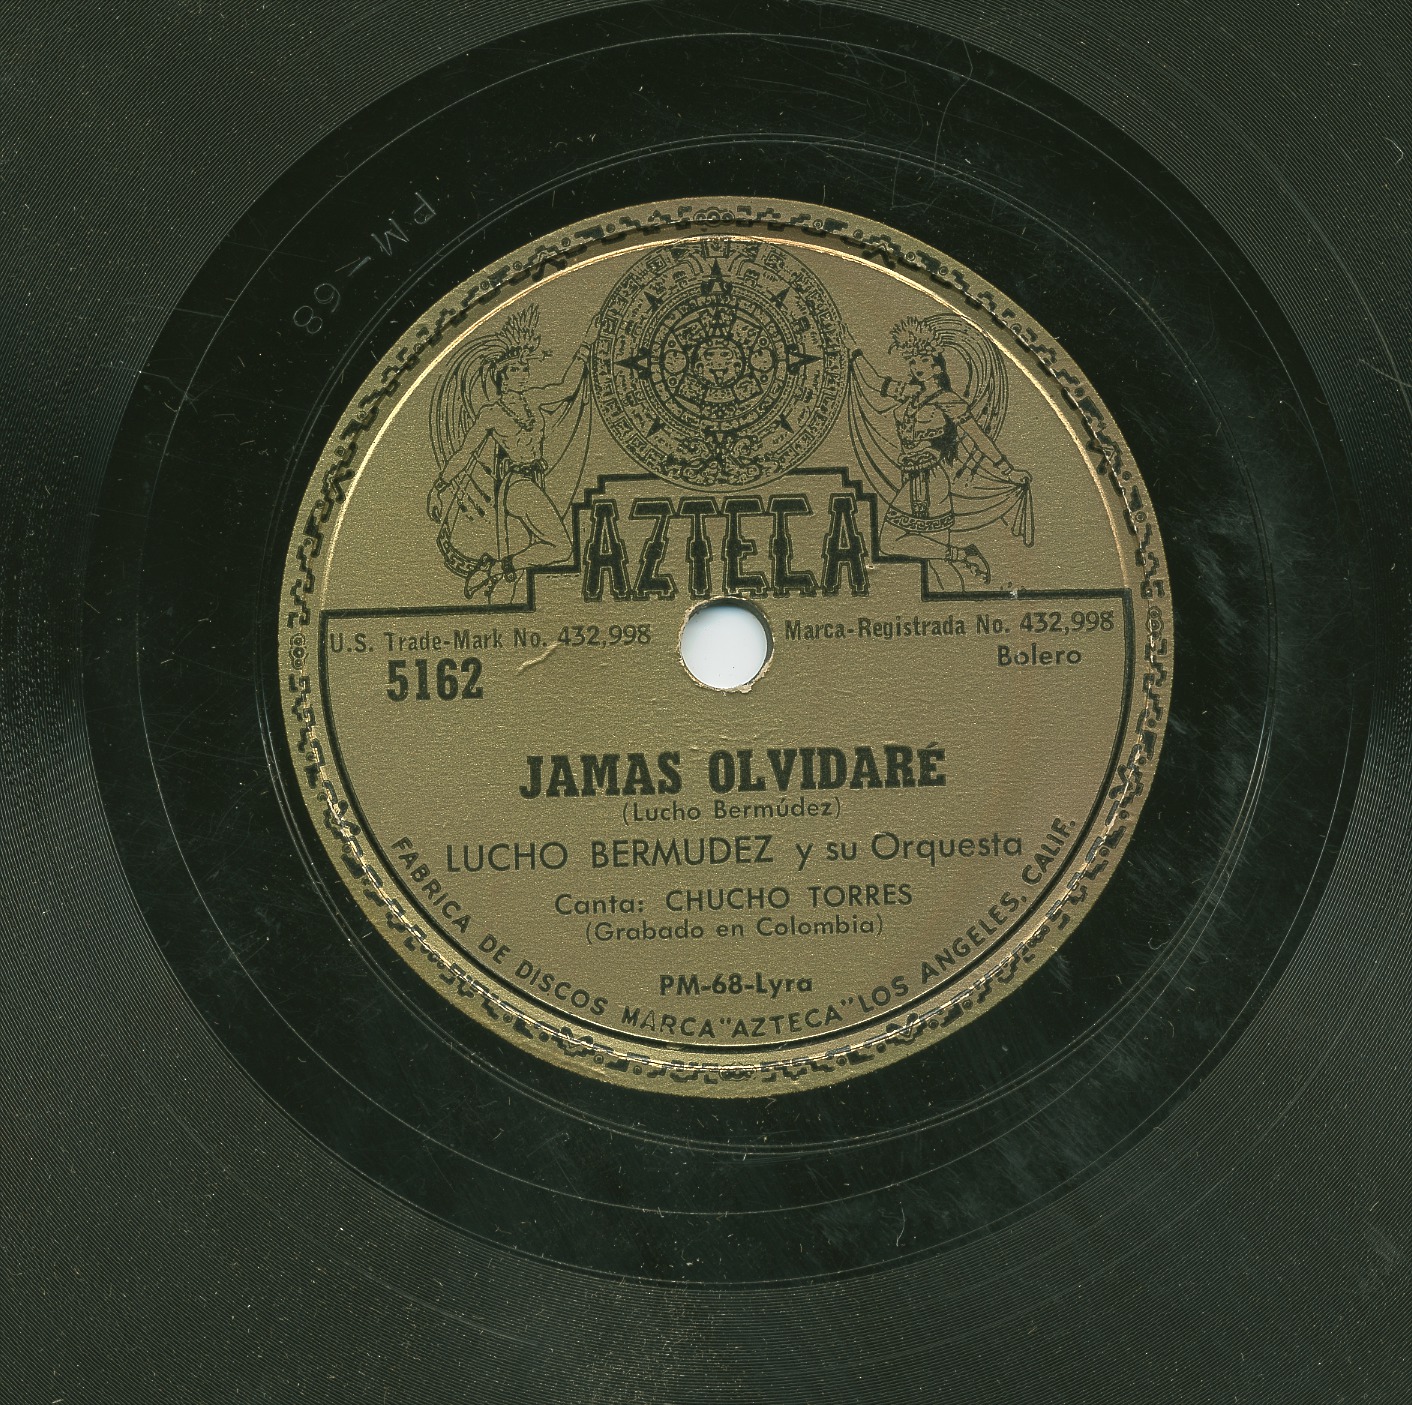 PM-68
AZTECA
U.S. Trade-Mark No. 432,998
Marca-Registrada No. 432,998
5162
Bolero
JAMAS OLVIDARÉ
(Lucho Bermúdez)
LUCHO BERMUDEZ y su Orquesta
Canta: CHUCHO TORRES
(Grabado en Colombia)
PM-68-Lyra
FABRICA DE DISCOS MARCA "AZTECA" LOS ANGELES, CALIF.